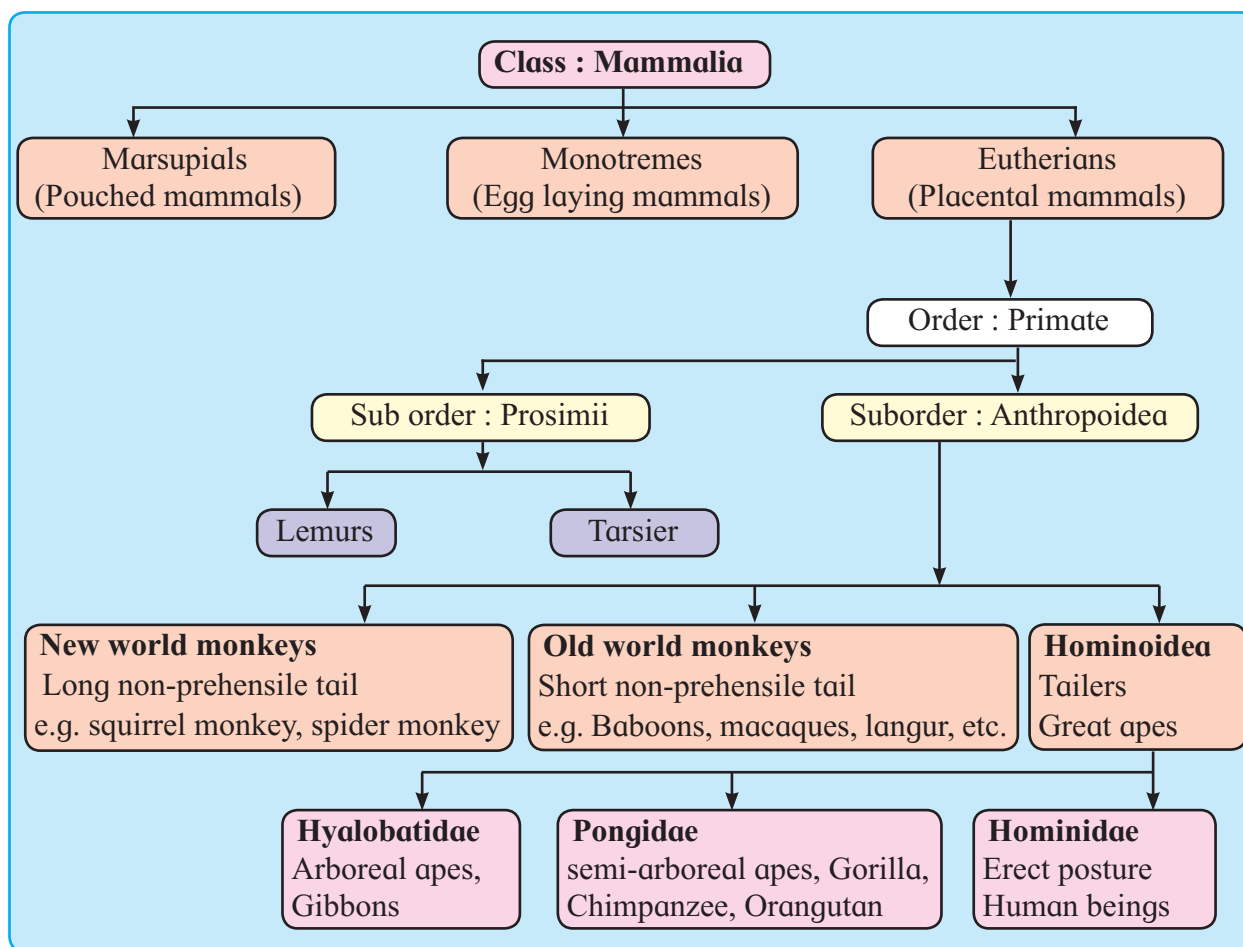 Class : Mammalia
Marsupials
(Pouched mammals)
Monotremes
(Egg laying mammals)
Eutherians
(Placental mammals)
Order : Primate
Sub order : Prosimii
Suborder : Anthropoidea
Lemurs
Tarsier
New world monkeys
Long non-prehensile tail
e.g. squirrel monkey, spider monkey
Old world monkeys
Short non-prehensile tail
e.g. Baboons, macaques, langur, etc.
Hominoidea
Tailers
Great apes
Hyalobatidae
Arboreal apes,
Gibbons
Pongidae
semi-arboreal apes, Gorilla,
Chimpanzee, Orangutan
Hominidae
Erect posture
Human beings